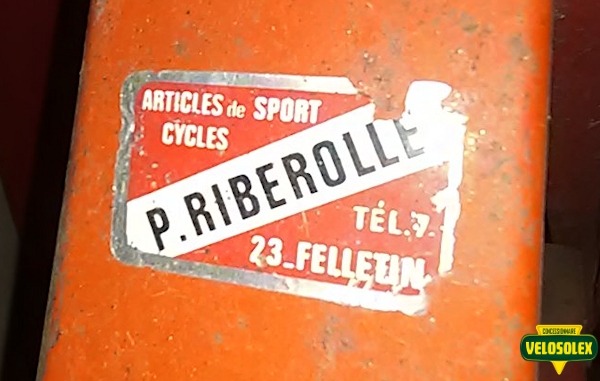 ARTICLES de SPORT
CYCLES
P.RIBEROLLE
TÉL.7.
23_FELLETIN
CONCESSIONNAIRE
VELOSOLEX